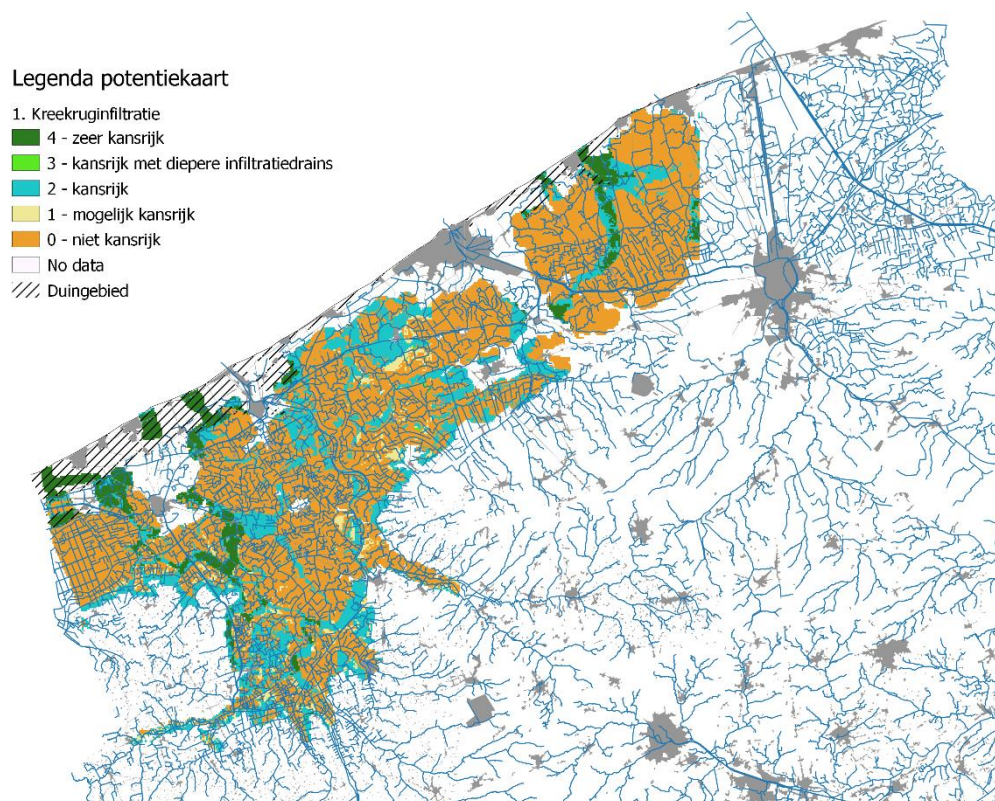 Legenda potentiekaart
1. Kreekruginfiltratie
4 - zeer kansrijk
3 - kansrijk met diepere infiltratiedrains
2 - kansrijk
1 - mogelijk kansrijk
0 - niet kansrijk
No data
Duingebied